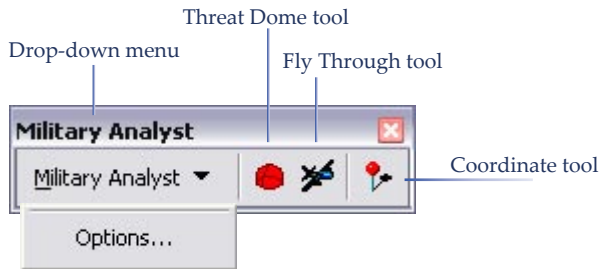 Threat Dome tool
Drop-down menu
Fly Through tool
Military Analyst
Military Analyst
Coordinate tool
Options...